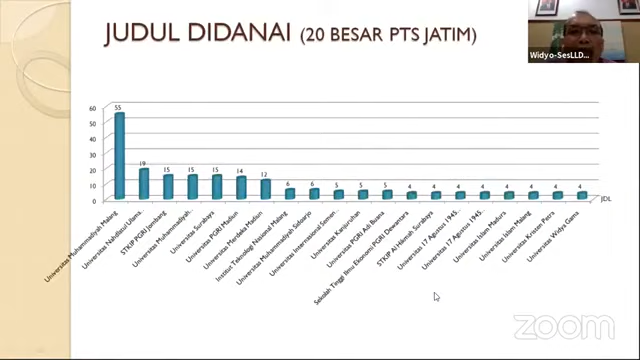 JUDUL DIDANAI (20 BESAR PTS JATIM)
Widyo-SesLLD...
60
50
40
30
20
10
0
55
19
15
15
15
14
12
6
6
5
5
5
4
4
4
4
4
4
4
4
JDL
Universitas Muhammadiyah Malang
Universitas Nahdlatul Ulama...
STKIP PGRI Jombang
Universitas Muhammadiyah...
Universitas Surabaya
Universitas PGRI Madiun
Universitas Merdeka Madiun
Institut Teknologi Nasional Malang
Universitas Muhammadiyah Sidoarjo
Universitas Internasional Semen...
Universitas Kanjuruhan
Universitas PGRI Adi Buana
Sekolah Tinggi Ilmu Ekonomi PGRI Dewantara
STKIP Al Hikmah Surabaya
Universitas 17 Agustus 1945...
Universitas 17 Agustus 1945...
Universitas Islam Madura
Universitas Islam Malang
Universitas Kristen Petra
Universitas Widya Gama
zoom